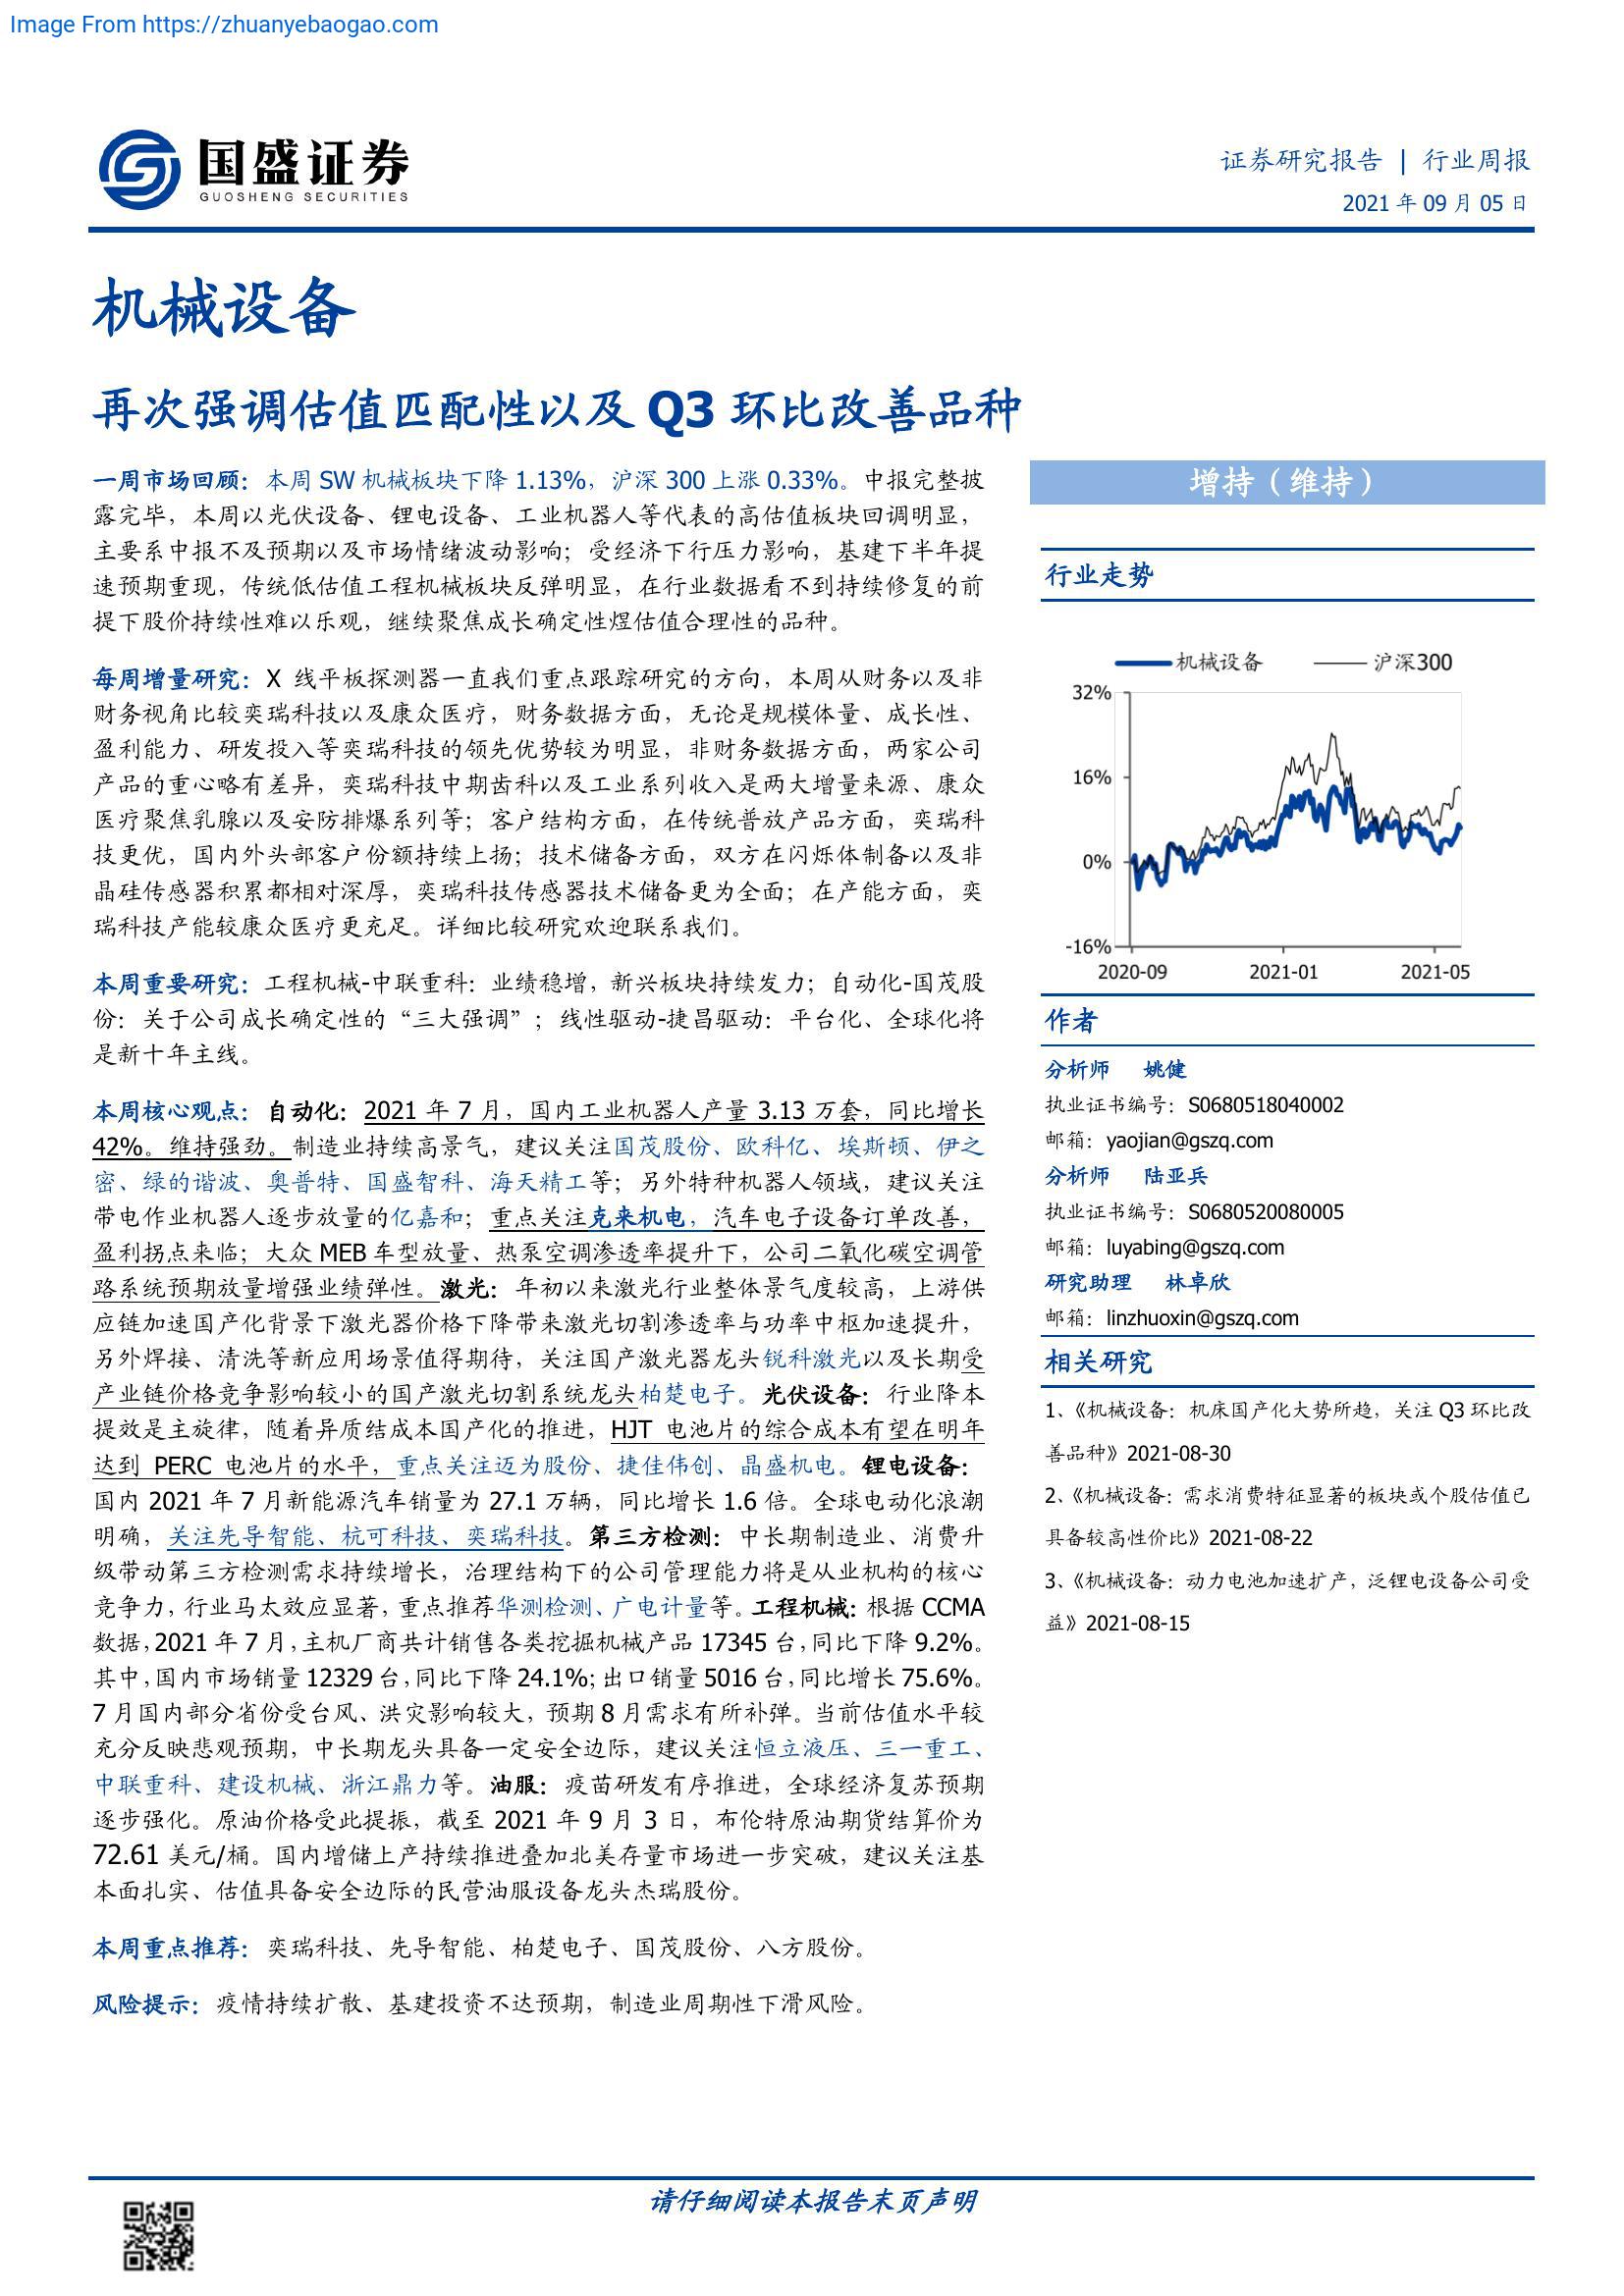 Image From https://zhuanyebaogao.com
国盛证券
GUOSHENG SECURITIES
证券研究报告 | 行业周报
2021 年 09 月 05 日
机械设备
再次强调估值匹配性以及 Q3 环比改善品种
一周市场回顾：本周 SW 机械板块下降 1.13%，沪深 300 上涨 0.33%。中报完整披
露完毕，本周以光伏设备、锂电设备、工业机器人等代表的高估值板块回调明显，
主要系中报不及预期以及市场情绪波动影响；受经济下行压力影响，基建下半年提
速预期重现，传统低估值工程机械板块反弹明显，在行业数据看不到持续修复的前
提下股价持续性难以乐观，继续聚焦成长确定性煜估值合理性的品种。
每周增量研究：X 线平板探测器一直我们重点跟踪研究的方向，本周从财务以及非
财务视角比较奕瑞科技以及康众医疗，财务数据方面，无论是规模体量、成长性、
盈利能力、研发投入等奕瑞科技的领先优势较为明显，非财务数据方面，两家公司
产品的重心略有差异，奕瑞科技中期齿科以及工业系列收入是两大增量来源、康众
医疗聚焦乳腺以及安防排爆系列等；客户结构方面，在传统普放产品方面，奕瑞科
技更优，国内外头部客户份额持续上扬；技术储备方面，双方在闪烁体制备以及非
晶硅传感器积累都相对深厚，奕瑞科技传感器技术储备更为全面；在产能方面，奕
瑞科技产能较康众医疗更充足。详细比较研究欢迎联系我们。
本周重要研究：工程机械-中联重科：业绩稳增，新兴板块持续发力；自动化-国茂股
份：关于公司成长确定性的“三大强调”；线性驱动-捷昌驱动：平台化、全球化将
是新十年主线。
本周核心观点：自动化：2021 年 7 月，国内工业机器人产量 3.13 万套，同比增长
42%。维持强劲。制造业持续高景气，建议关注国茂股份、欧科亿、埃斯顿、伊之
密、绿的谐波、奥普特、国盛智科、海天精工等；另外特种机器人领域，建议关注
带电作业机器人逐步放量的亿嘉和；重点关注克来机电，汽车电子设备订单改善，
盈利拐点来临；大众 MEB 车型放量、热泵空调渗透率提升下，公司二氧化碳空调管
路系统预期放量增强业绩弹性。激光：年初以来激光行业整体景气度较高，上游供
应链加速国产化背景下激光器价格下降带来激光切割渗透率与功率中枢加速提升，
另外焊接、清洗等新应用场景值得期待，关注国产激光器龙头锐科激光以及长期受
产业链价格竞争影响较小的国产激光切割系统龙头柏楚电子。光伏设备：行业降本
提效是主旋律，随着异质结成本国产化的推进，HJT 电池片的综合成本有望在明年
达到 PERC 电池片的水平，重点关注迈为股份、捷佳伟创、晶盛机电。锂电设备：
国内 2021 年 7 月新能源汽车销量为 27.1 万辆，同比增长 1.6 倍。全球电动化浪潮
明确，关注先导智能、杭可科技、奕瑞科技。第三方检测：中长期制造业、消费升
级带动第三方检测需求持续增长，治理结构下的公司管理能力将是从业机构的核心
竞争力，行业马太效应显著，重点推荐华测检测、广电计量等。工程机械：根据 CCMA
数据，2021 年 7 月，主机厂商共计销售各类挖掘机械产品 17345 台，同比下降 9.2%。
其中，国内市场销量 12329 台，同比下降 24.1%；出口销量 5016 台，同比增长 75.6%。
7 月国内部分省份受台风、洪灾影响较大，预期 8 月需求有所补弹。当前估值水平较
充分反映悲观预期，中长期龙头具备一定安全边际，建议关注恒立液压、三一重工、
中联重科、建设机械、浙江鼎力等。油服：疫苗研发有序推进，全球经济复苏预期
逐步强化。原油价格受此提振，截至 2021 年 9 月 3 日，布伦特原油期货结算价为
72.61 美元/桶。国内增储上产持续推进叠加北美存量市场进一步突破，建议关注基
本面扎实、估值具备安全边际的民营油服设备龙头杰瑞股份。
本周重点推荐：奕瑞科技、先导智能、柏楚电子、国茂股份、八方股份。
风险提示：疫情持续扩散、基建投资不达预期，制造业周期性下滑风险。
增持（维持）
行业走势
机械设备 沪深300
32%
16%
0%
-16%
2020-09 2021-01 2021-05
作者
分析师 姚健
执业证书编号：S0680518040002
邮箱：yaojian@gszq.com
分析师 陆亚兵
执业证书编号：S0680520080005
邮箱：luyabing@gszq.com
研究助理 林卓欣
邮箱：linzhuoxin@gszq.com
相关研究
1、《机械设备：机床国产化大势所趋，关注 Q3 环比改
善品种》2021-08-30
2、《机械设备：需求消费特征显著的板块或个股估值已
具备较高性价比》2021-08-22
3、《机械设备：动力电池加速扩产，泛锂电设备公司受
益》2021-08-15
请仔细阅读本报告末页声明